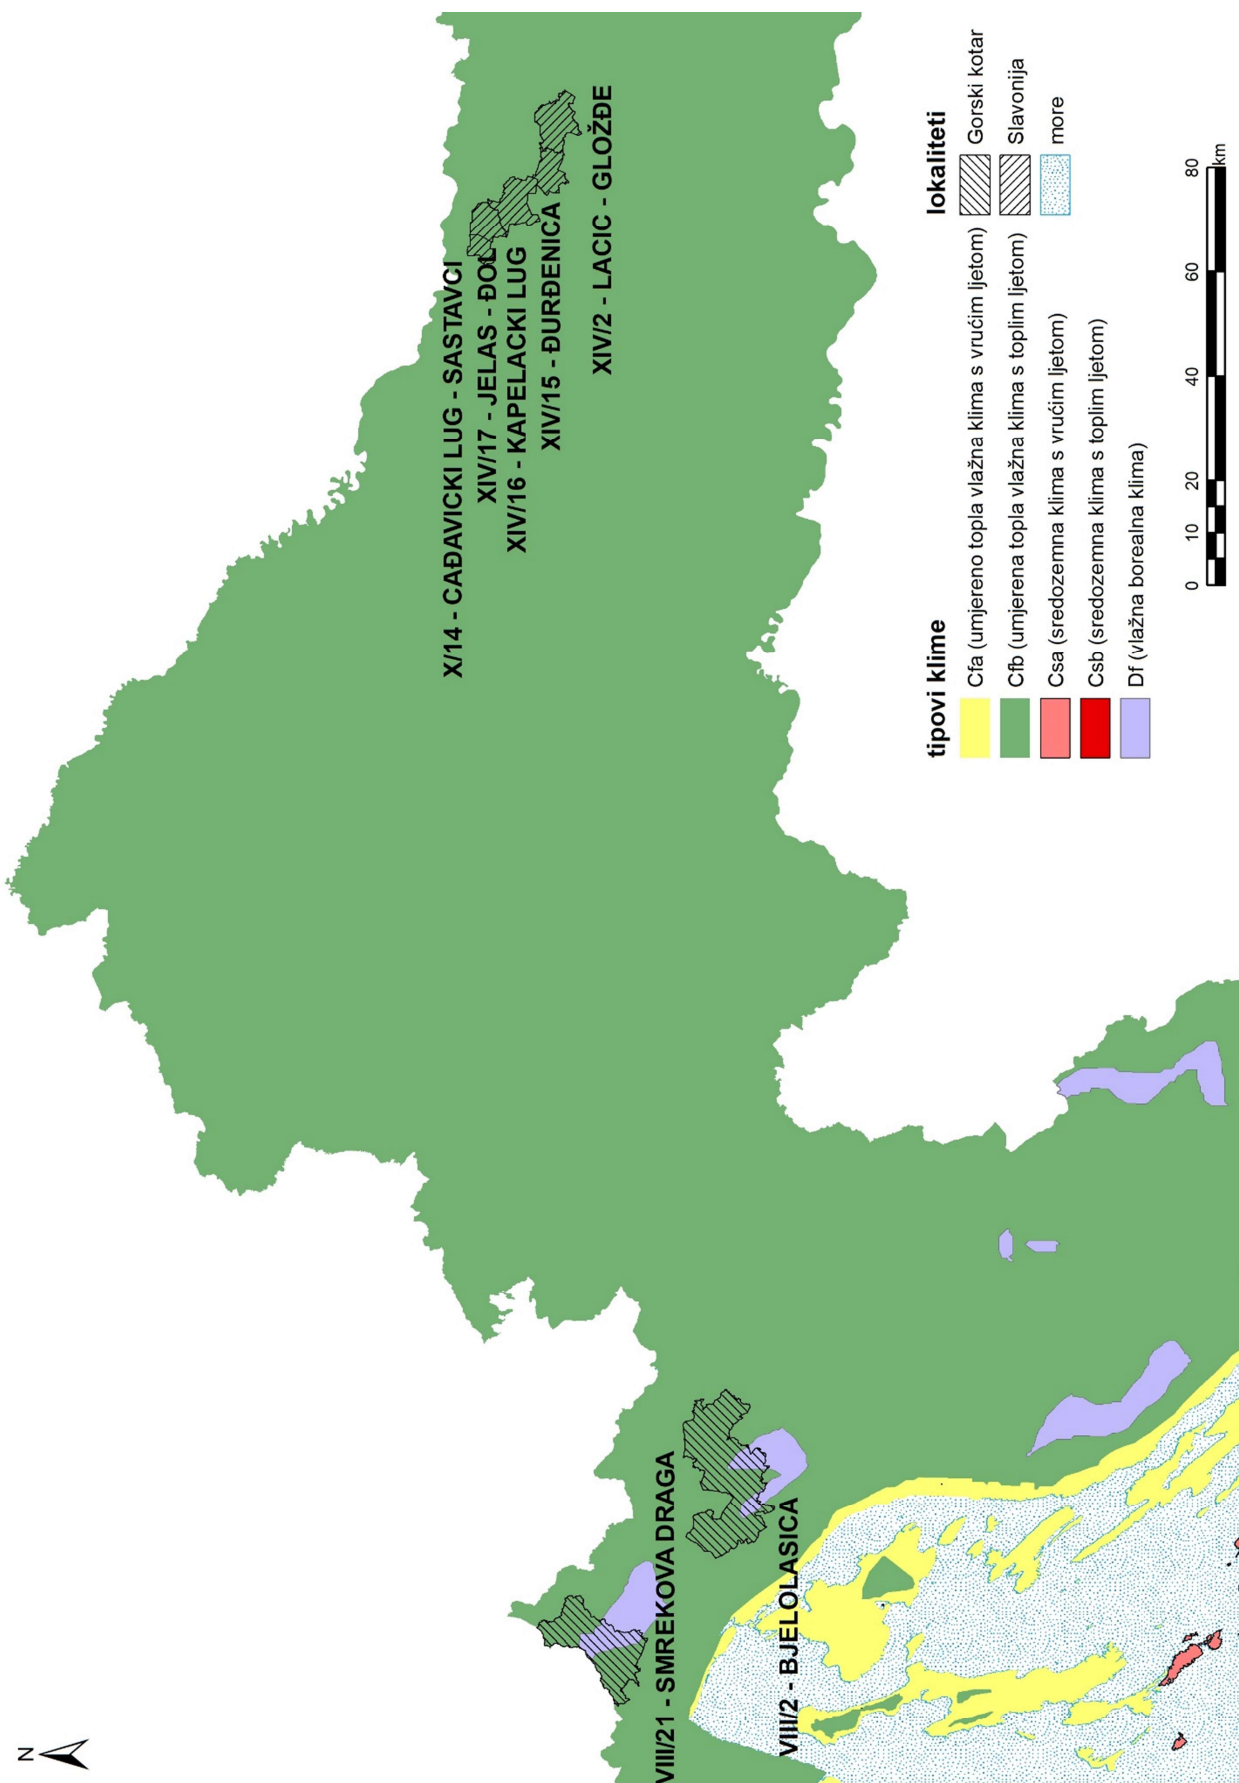 N
X/14 - CAĐAVICKI LUG - SASTAVCI
XIV/17 - JELAS - ĐOL
XIV/16 - KAPELACKI LUG
XIV/15 - ĐURĐENICA
XIV/2 - LACIC - GLOŽĐE
VIII/21 - SMREKOVA DRAGA
VIII/2 - BJELOLASICA
tipovi klime
Cfa (umjereno topla vlažna klima s vrućim ljetom)
Cfb (umjerena topla vlažna klima s toplim ljetom)
Csa (sredozemna klima s vrućim ljetom)
Csb (sredozemna klima s toplim ljetom)
Df (vlažna borealna klima)
lokaliteti
Gorski kotar
Slavonija
more
0 10 20 40 60 80
km